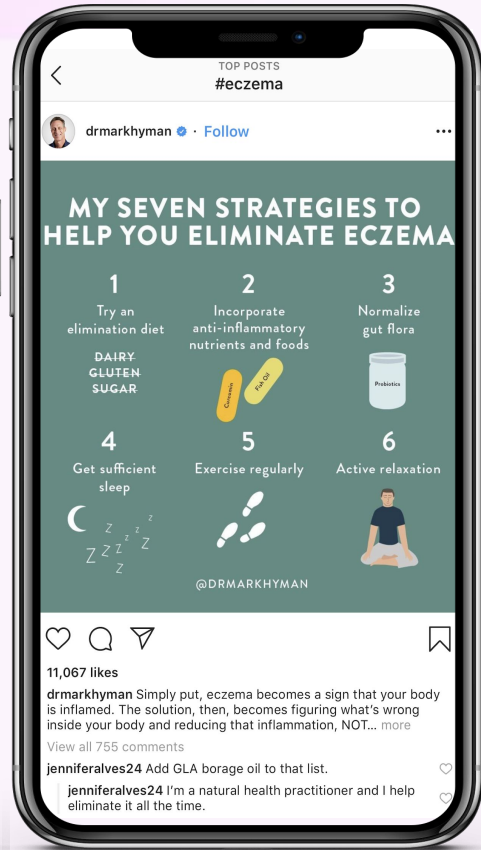 TOP POSTS
#eczema
drmarkhyman · Follow
MY SEVEN STRATEGIES TO
HELP YOU ELIMINATE ECZEMA
1
Try an
elimination diet
DAIRY
GLUTEN
SUGAR
2
Incorporate
anti-inflammatory
nutrients and foods
Curcumin
Fish Oil
3
Normalize
gut flora
Probiotics
4
Get sufficient
sleep
z
Z
Z
Z
Z
Z
Z
Z
Z
5
Exercise regularly
6
Active relaxation
@DRMARKHYMAN
11,067 likes
drmarkhyman Simply put, eczema becomes a sign that your body
is inflamed. The solution, then, becomes figuring what's wrong
inside your body and reducing that inflammation, NOT... more
View all 755 comments
jenniferalves24 Add GLA borage oil to that list.
jenniferalves24 I'm a natural health practitioner and I help
eliminate it all the time.